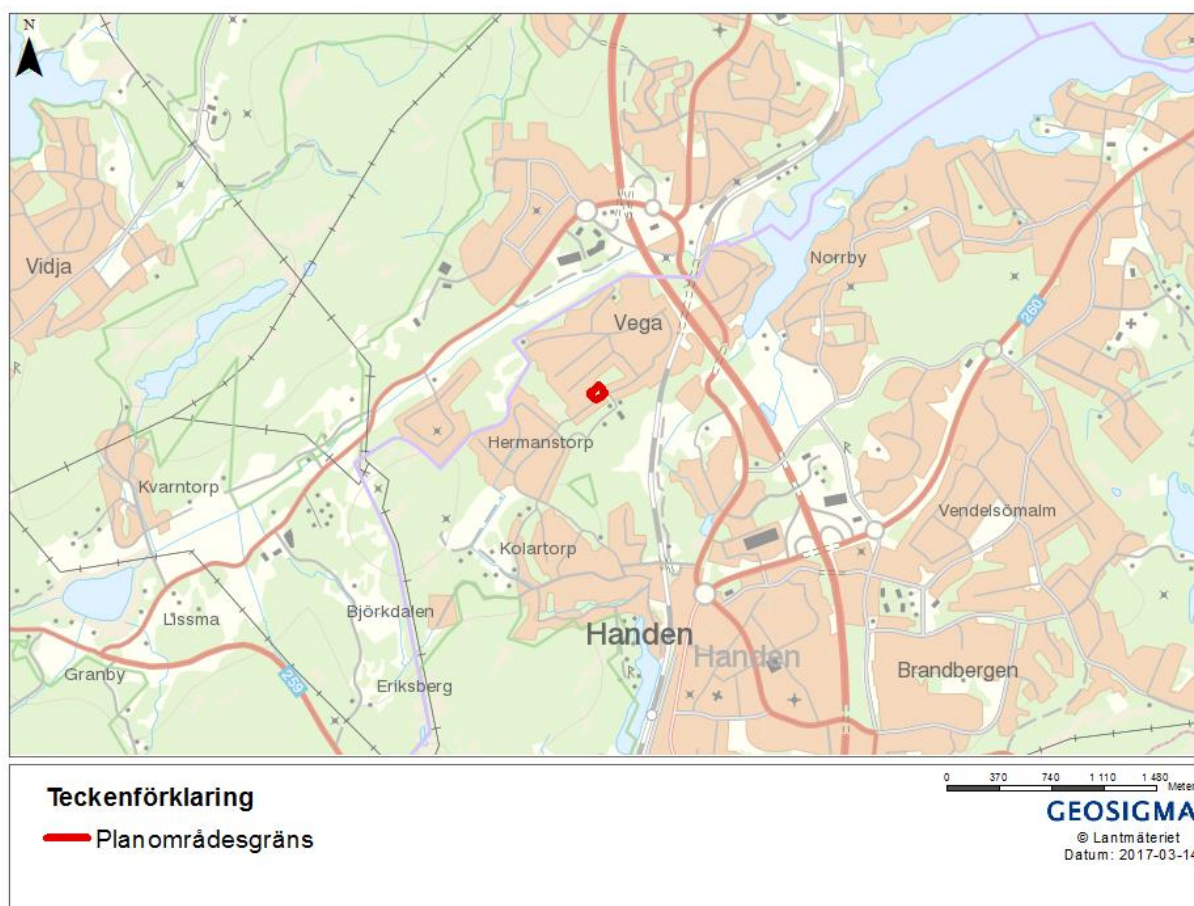 N
Vidja
Norrby
Vega
260
Hermanstorp
Kvarntorp
Vendelsömalm
Kolartorp
Lissma
Björkdalen
Handen
Handen
Granby
259
Eriksberg
Brandbergen
R
R
R
Teckenförklaring
Planområdesgräns
0 370 740 1 110 1 480
Meter
GEOSIGMA
© Lantmäteriet
Datum: 2017-03-14